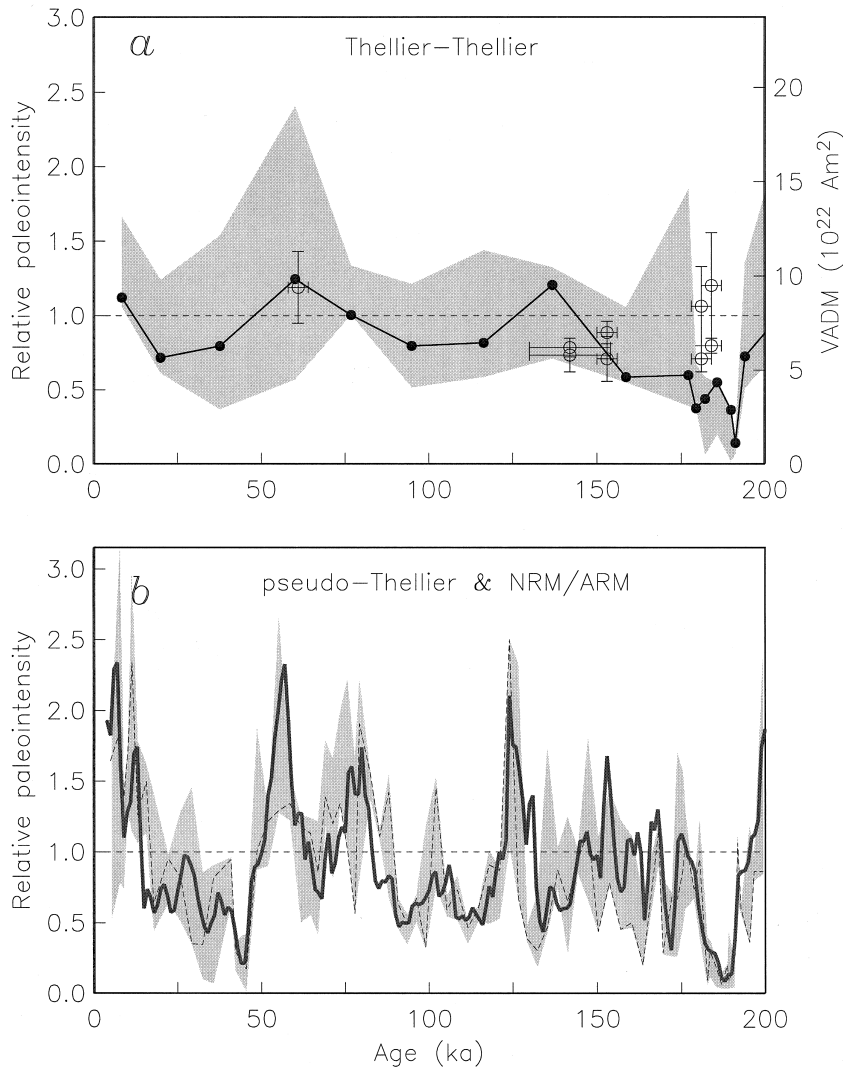 a
Thellier–Thellier
Relative paleointensity
3.0
2.5
2.0
1.5
1.0
0.5
0.0
20
15
10
5
0
VADM (10²² Am²)
0 50 100 150 200
b
pseudo–Thellier & NRM/ARM
Relative paleointensity
3.0
2.5
2.0
1.5
1.0
0.5
0.0
0 50 100 150 200
Age (ka)